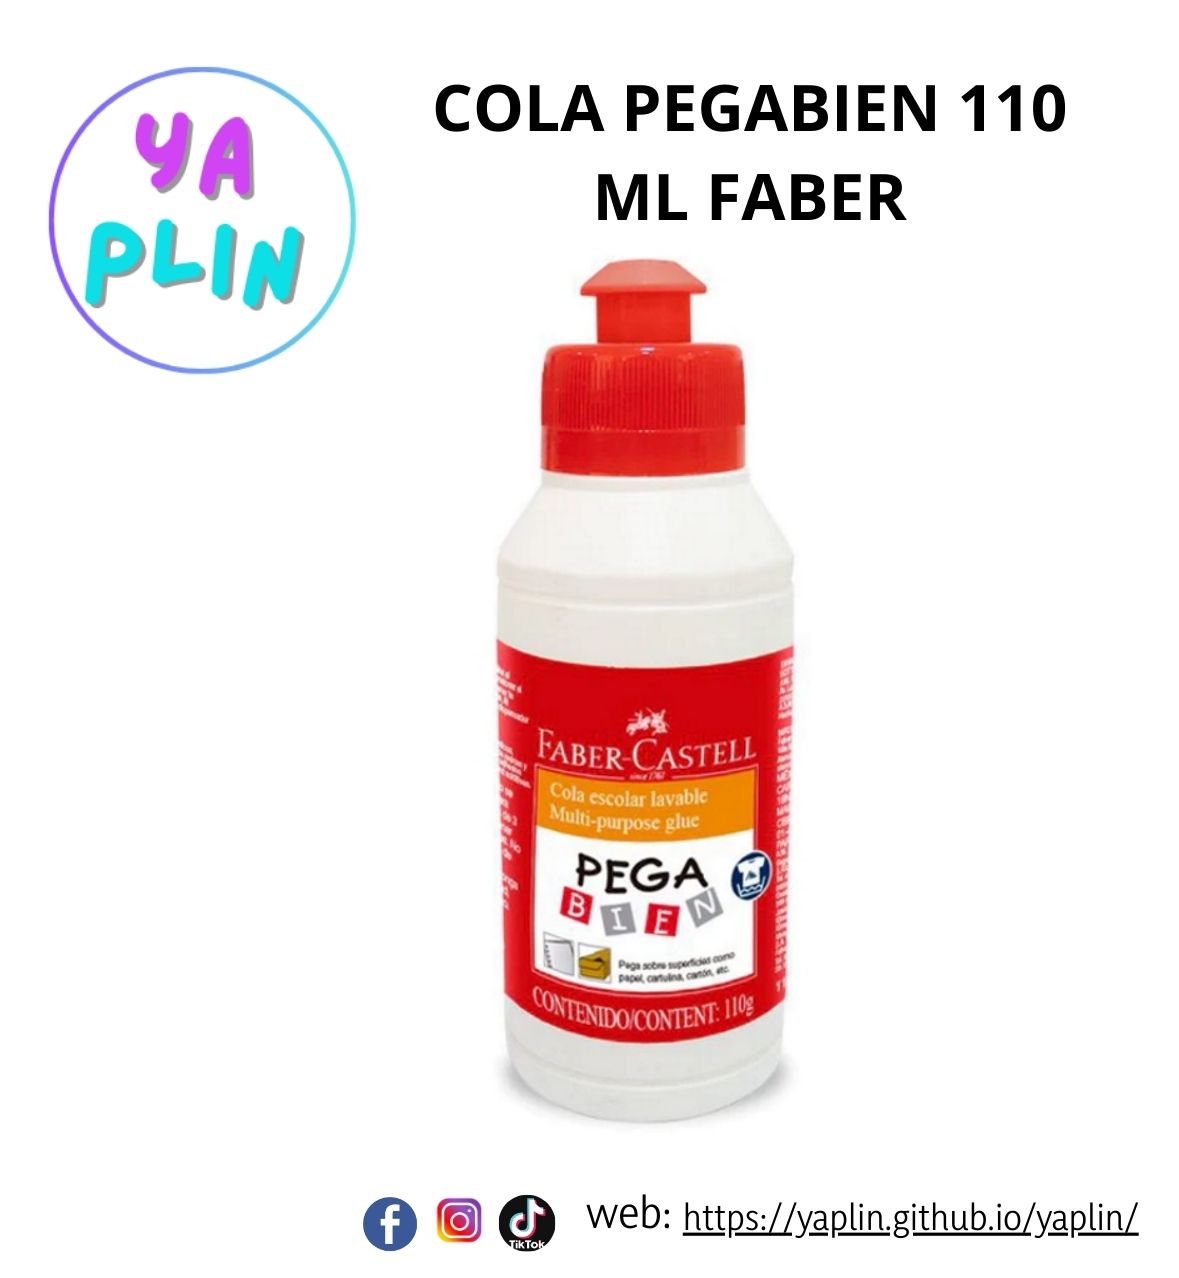 YA
PLIN
COLA PEGABIEN 110
ML FABER
FABER-CASTELL
since 1761
Cola escolar lavable
Multi-purpose glue
PEGA
BIEN
Pega sobre superficies como
papel, cartulina, cartón, etc.
CONTENIDO/CONTENT: 110g
TikTok
web: https://yaplin.github.io/yaplin/